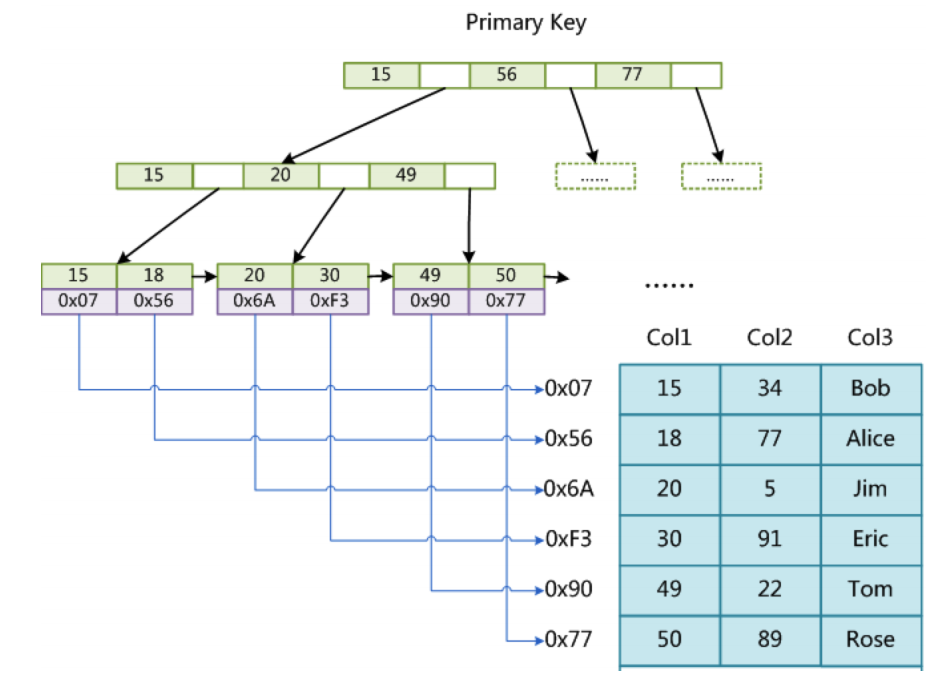 Primary Key
15 56 77
15 20 49 ...... ......
15 18 20 30 49 50
0x07 0x56 0x6A 0xF3 0x90 0x77
......
Col1 Col2 Col3
0x07 15 34 Bob
0x56 18 77 Alice
0x6A 20 5 Jim
0xF3 30 91 Eric
0x90 49 22 Tom
0x77 50 89 Rose